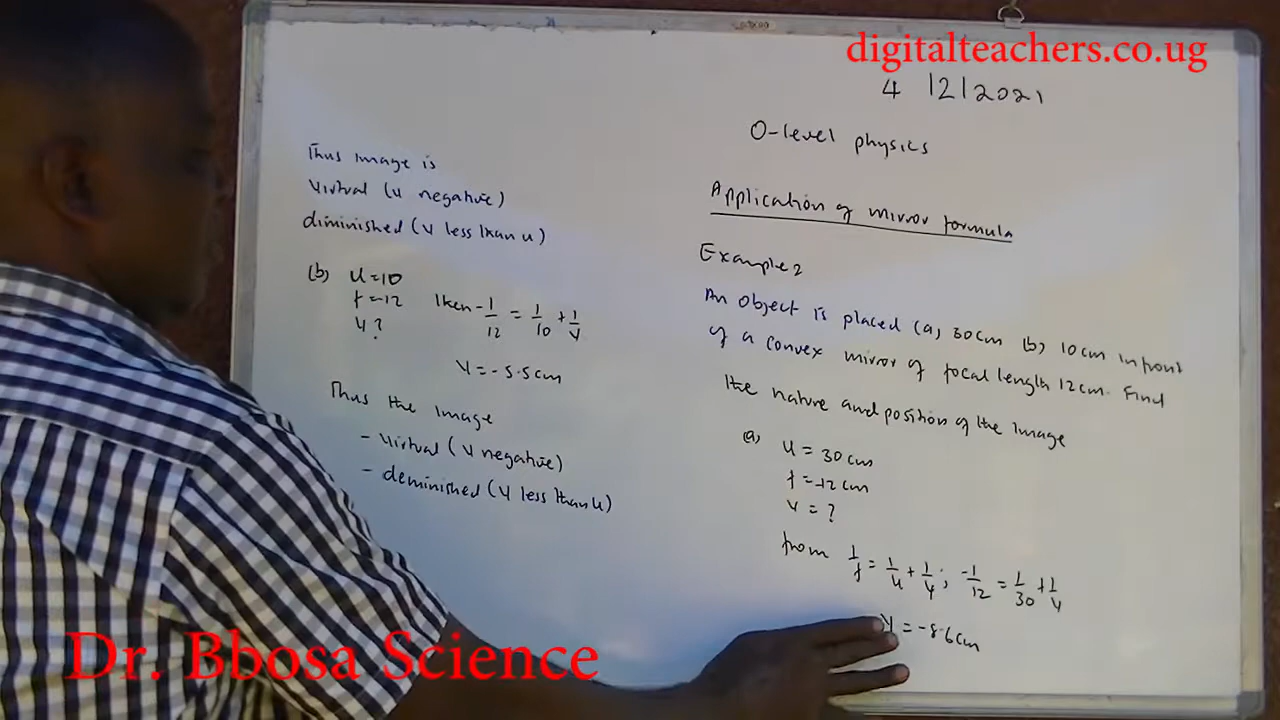 digitalteachers.co.ug
4 12/2021
O-level physics
Application of mirror formula
Example 2
An object is placed (a) 30cm (b) 10cm in front
of a convex mirror of focal length 12cm. Find
the nature and position of the image
(a) u = 30cm
f = -12cm
v = ?
from 1/f = 1/u + 1/v; -1/12 = 1/30 + 1/v
v = -8.6cm
Thus image is
virtual (v negative)
diminished (v less than u)
(b) u=10
f=-12 then -1/12 = 1/10 + 1/v
v?
v = -5.5cm
Thus the image
- virtual (v negative)
- deminished (v less than u)
Dr. Bbosa Science